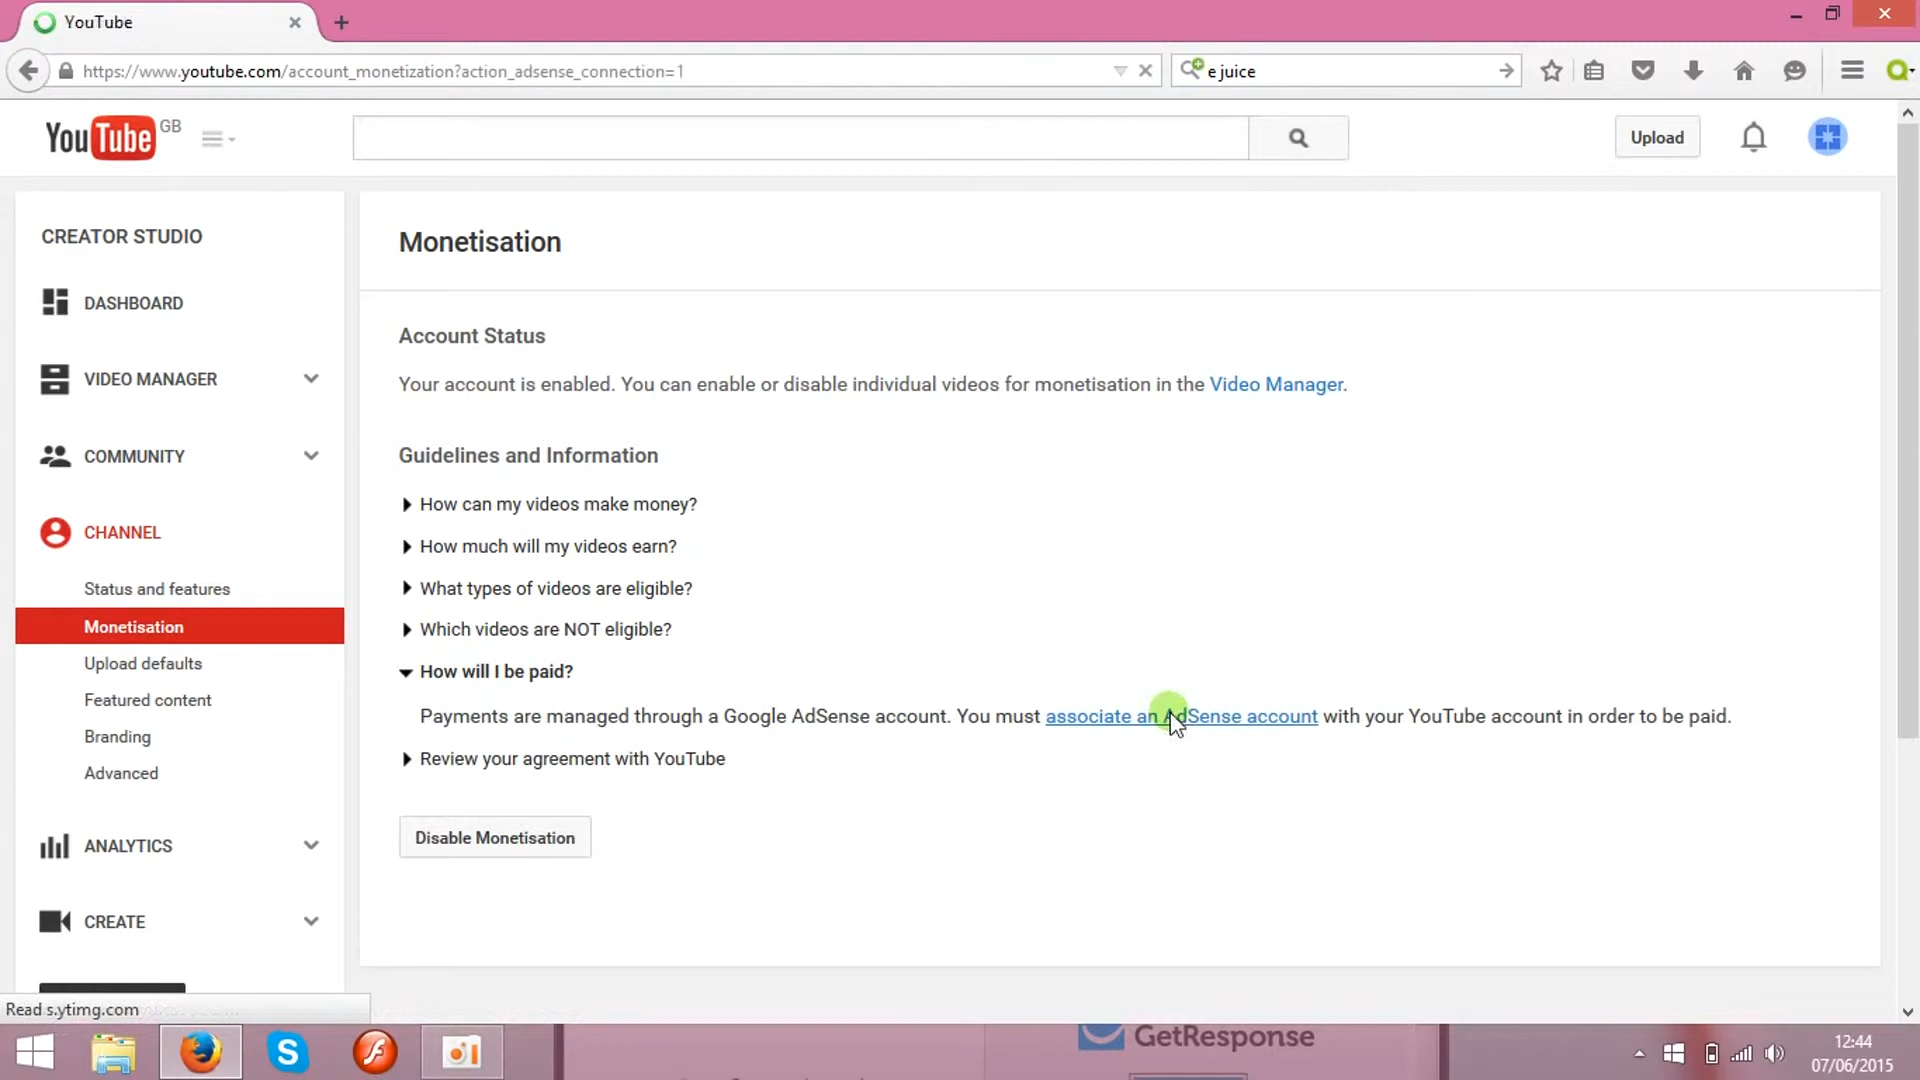 YouTube
https://www.youtube.com/account_monetization?action_adsense_connection=1
e juice
YouTube GB
Upload
CREATOR STUDIO
DASHBOARD
VIDEO MANAGER
COMMUNITY
CHANNEL
Status and features
Monetisation
Upload defaults
Featured content
Branding
Advanced
ANALYTICS
CREATE
Monetisation
Account Status
Your account is enabled. You can enable or disable individual videos for monetisation in the Video Manager.
Guidelines and Information
How can my videos make money?
How much will my videos earn?
What types of videos are eligible?
Which videos are NOT eligible?
How will I be paid?
Payments are managed through a Google AdSense account. You must associate an AdSense account with your YouTube account in order to be paid.
Review your agreement with YouTube
Disable Monetisation
Read s.ytimg.com
GetResponse
12:44
07/06/2015